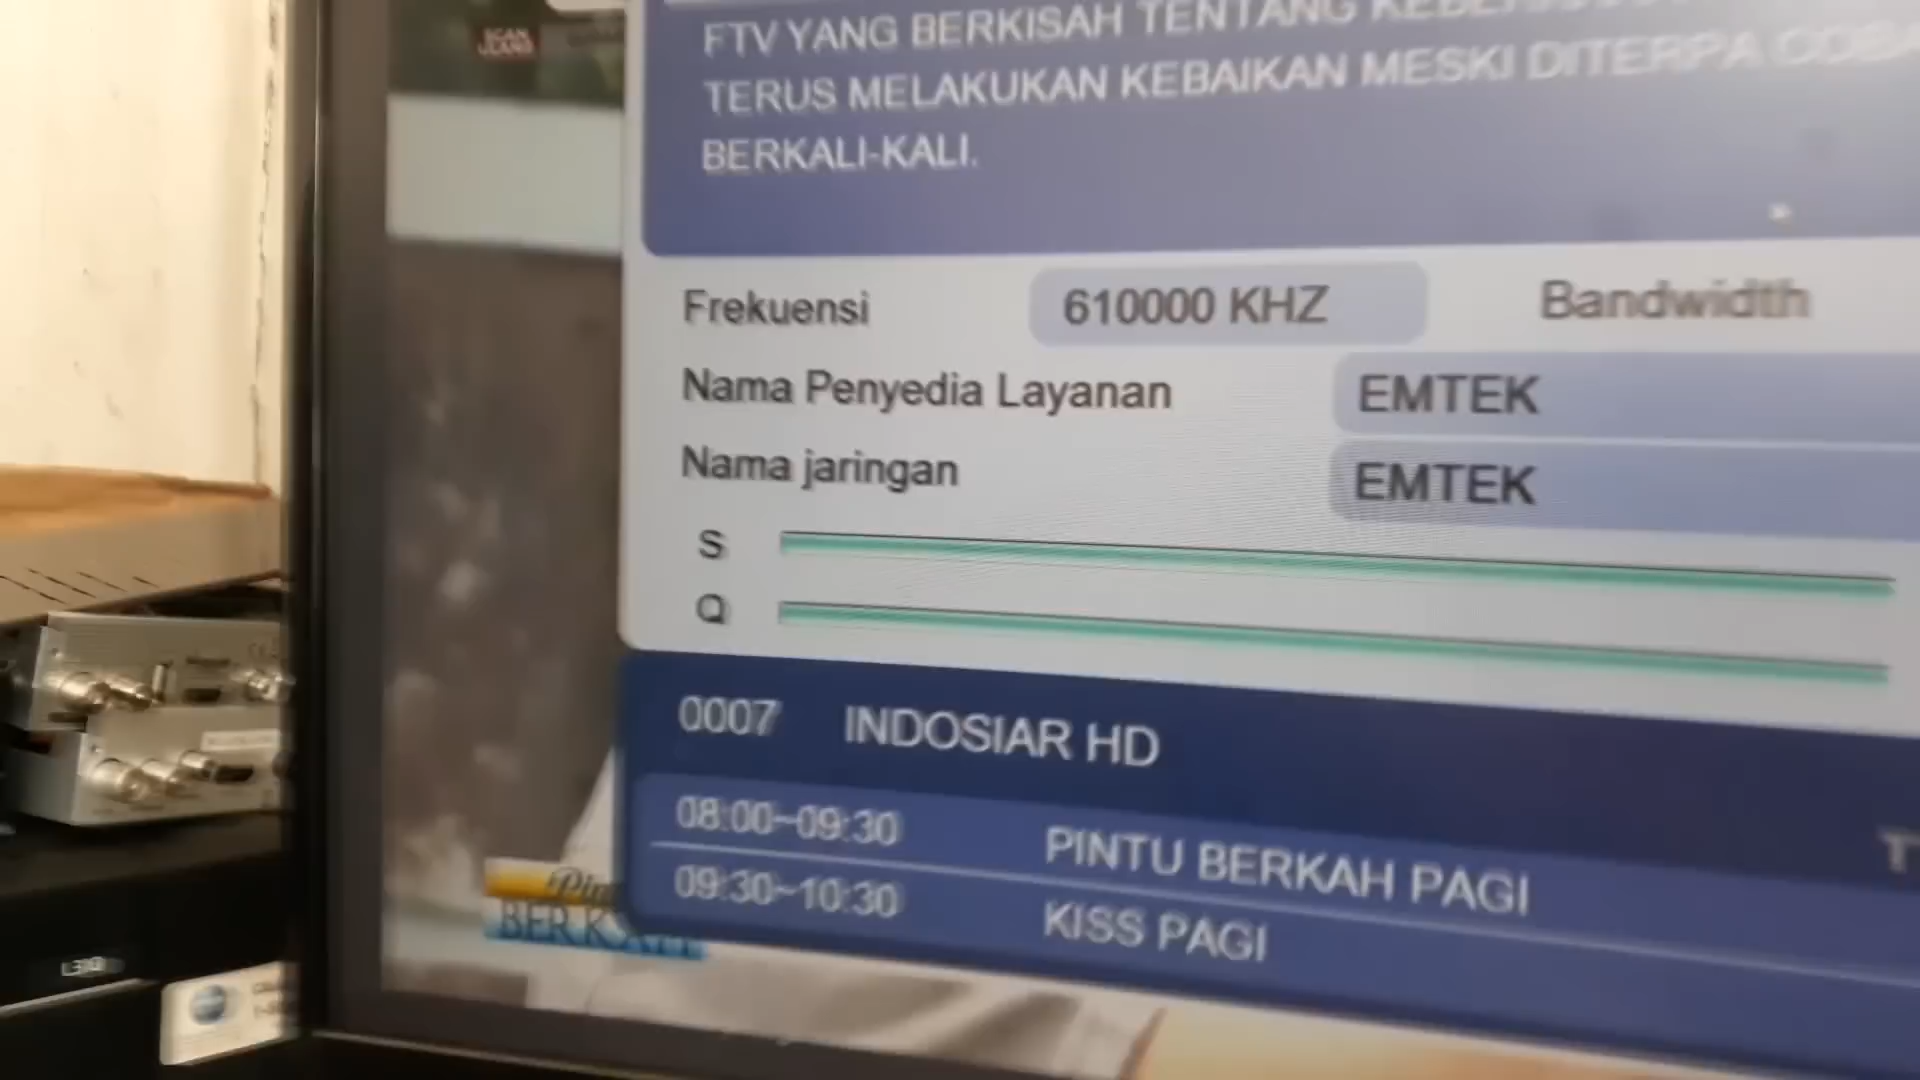 FTV YANG BERKISAH TENTANG
TERUS MELAKUKAN KEBAIKAN MESKI DITERPA
BERKALI-KALI.
Frekuensi 610000 KHZ Bandwidth
Nama Penyedia Layanan EMTEK
Nama jaringan EMTEK
S
Q
0007 INDOSIAR HD
08:00~09:30 PINTU BERKAH PAGI
09:30~10:30 KISS PAGI